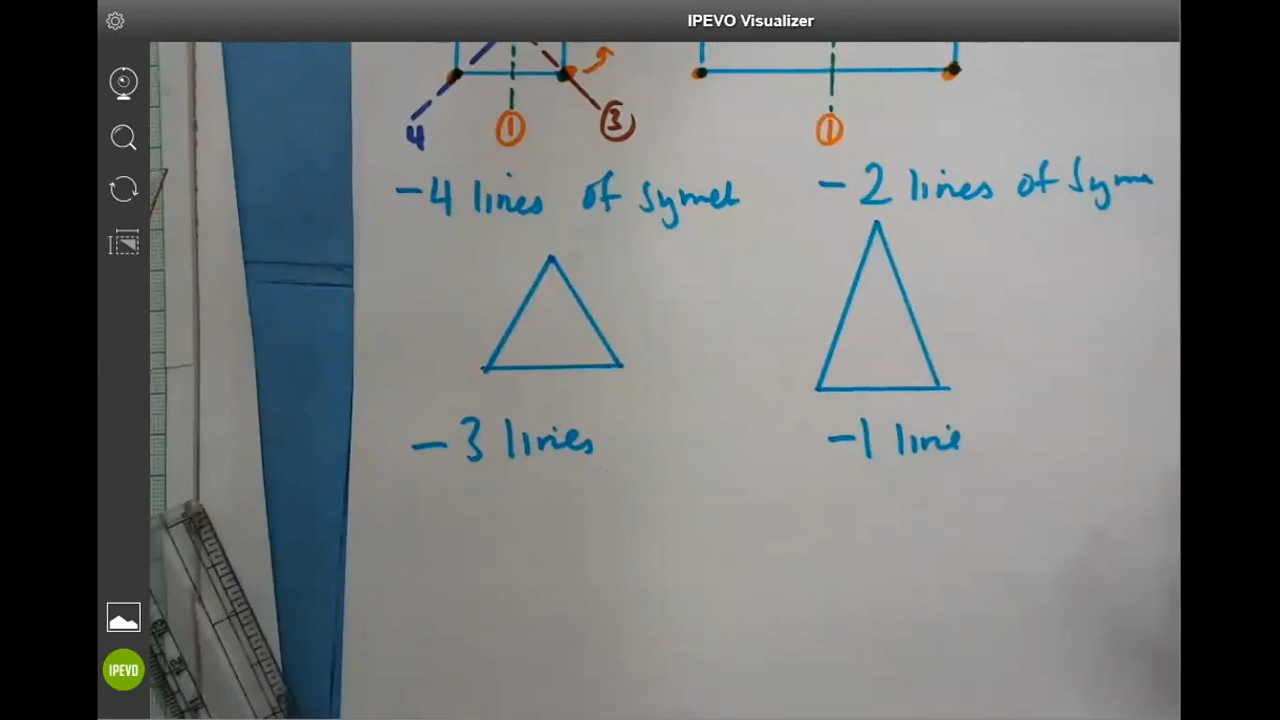 IPEVO Visualizer
4 1 3 1
-4 lines of Symet
-2 lines of Sym
-3 lines
-1 line
IPEVO